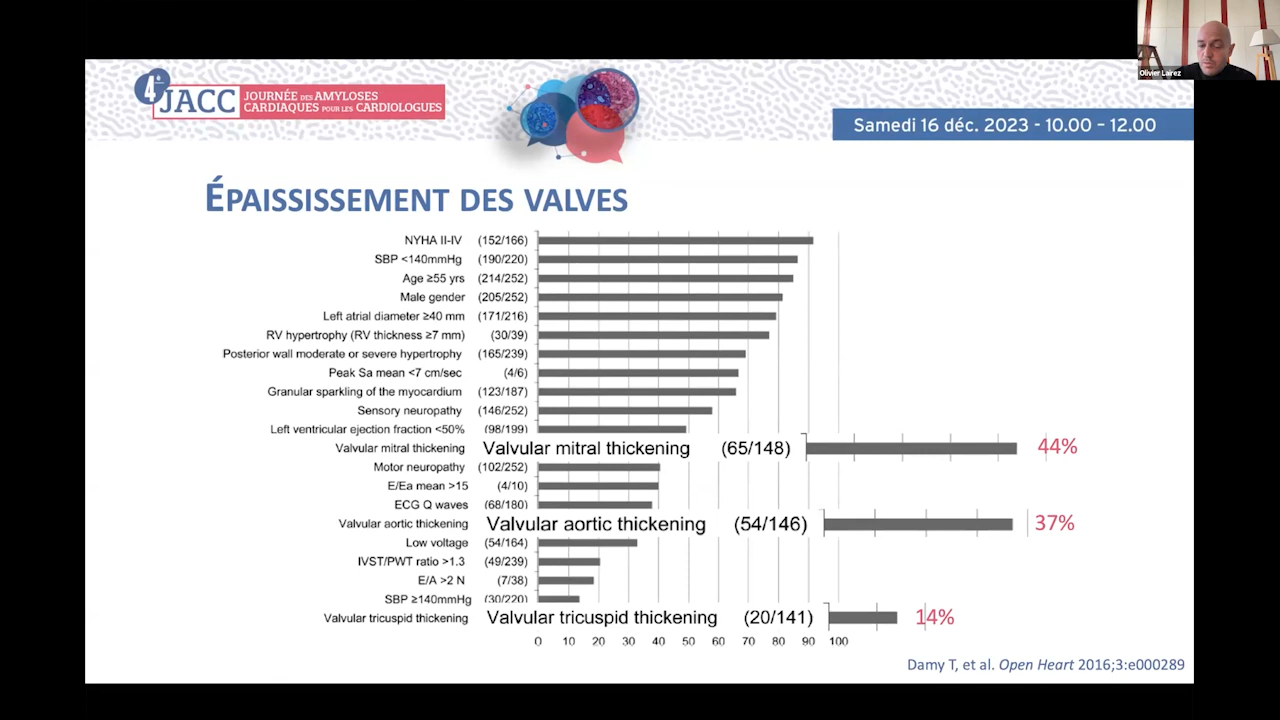 Olivier Lairez
4e
JACC
JOURNÉE DES AMYLOSES
CARDIAQUES POUR LES CARDIOLOGUES
Samedi 16 déc. 2023 - 10.00 – 12.00
ÉPAISSISSEMENT DES VALVES
NYHA II-IV (152/166)
SBP <140mmHg (190/220)
Age ≥55 yrs (214/252)
Male gender (205/252)
Left atrial diameter ≥40 mm (171/216)
RV hypertrophy (RV thickness ≥7 mm) (30/39)
Posterior wall moderate or severe hypertrophy (165/239)
Peak Sa mean <7 cm/sec (4/6)
Granular sparkling of the myocardium (123/187)
Sensory neuropathy (146/252)
Left ventricular ejection fraction <50% (98/199)
Valvular mitral thickening Valvular mitral thickening (65/148) 44%
Motor neuropathy (102/252)
E/Ea mean >15 (4/10)
ECG Q waves (68/180)
Valvular aortic thickening Valvular aortic thickening (54/146) 37%
Low voltage (54/164)
IVST/PWT ratio >1.3 (49/239)
E/A >2 N (7/38)
SBP ≥140mmHg (30/220)
Valvular tricuspid thickening Valvular tricuspid thickening (20/141) 14%
0 10 20 30 40 50 60 70 80 90 100
Damy T, et al. Open Heart 2016;3:e000289